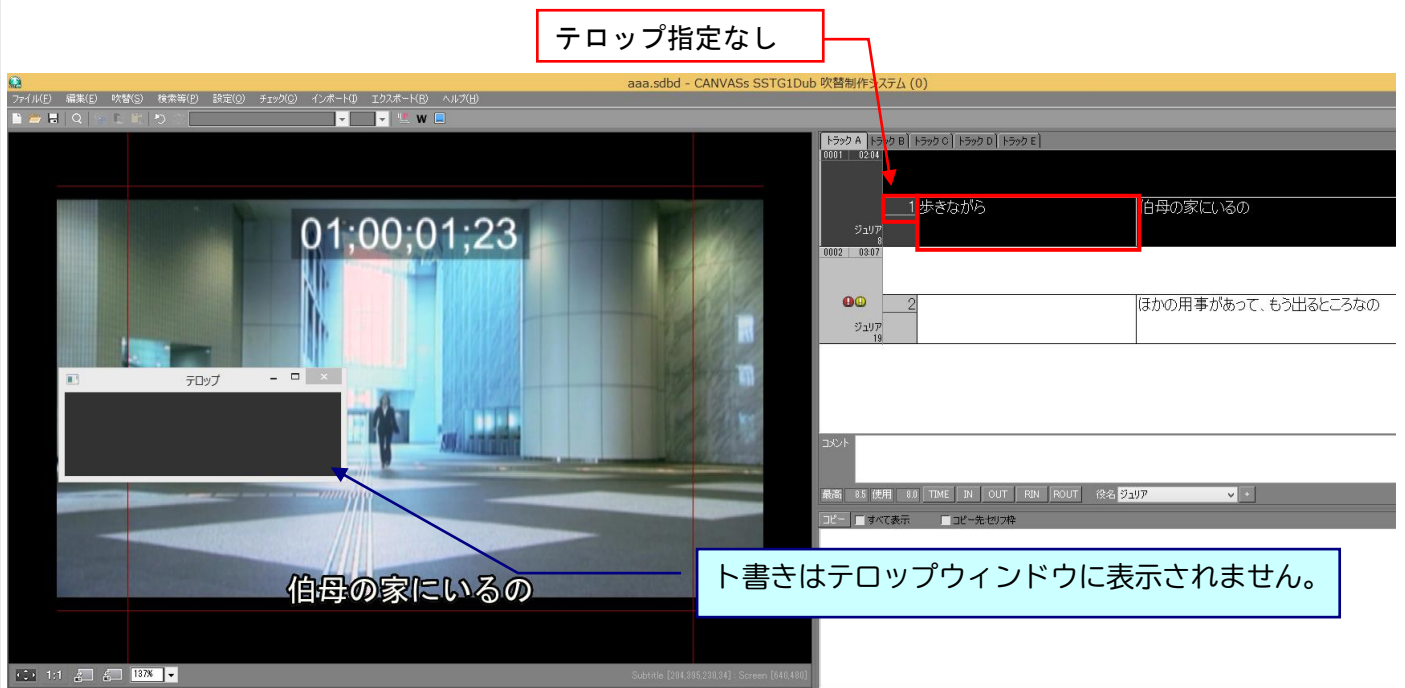 テロップ指定なし
aaa.sdbd - CANVASs SSTG1Dub 吹替制作システム (0)
ファイル(F) 編集(E) 吹替(S) 検索等(P) 設定(O) チェック(C) インポート(I) エクスポート(R) ヘルプ(H)
W
トラック A トラック B トラック C トラック D トラック E
0001 02:04
1 歩きながら 伯母の家にいるの
ジュリア
8
0002 03:07
2 ほかの用事があって、もう出るところなの
ジュリア
19
01;00;01;23
テロップ
伯母の家にいるの
コメント
最高 8.5 使用 8.0 TIME IN OUT RIN ROUT 役名 ジュリア +
コピー すべて表示 コピー先セリフ枠
ト書きはテロップウィンドウに表示されません。
1:1 137% Subtitle [204,395,230,34] : Screen [640,480]